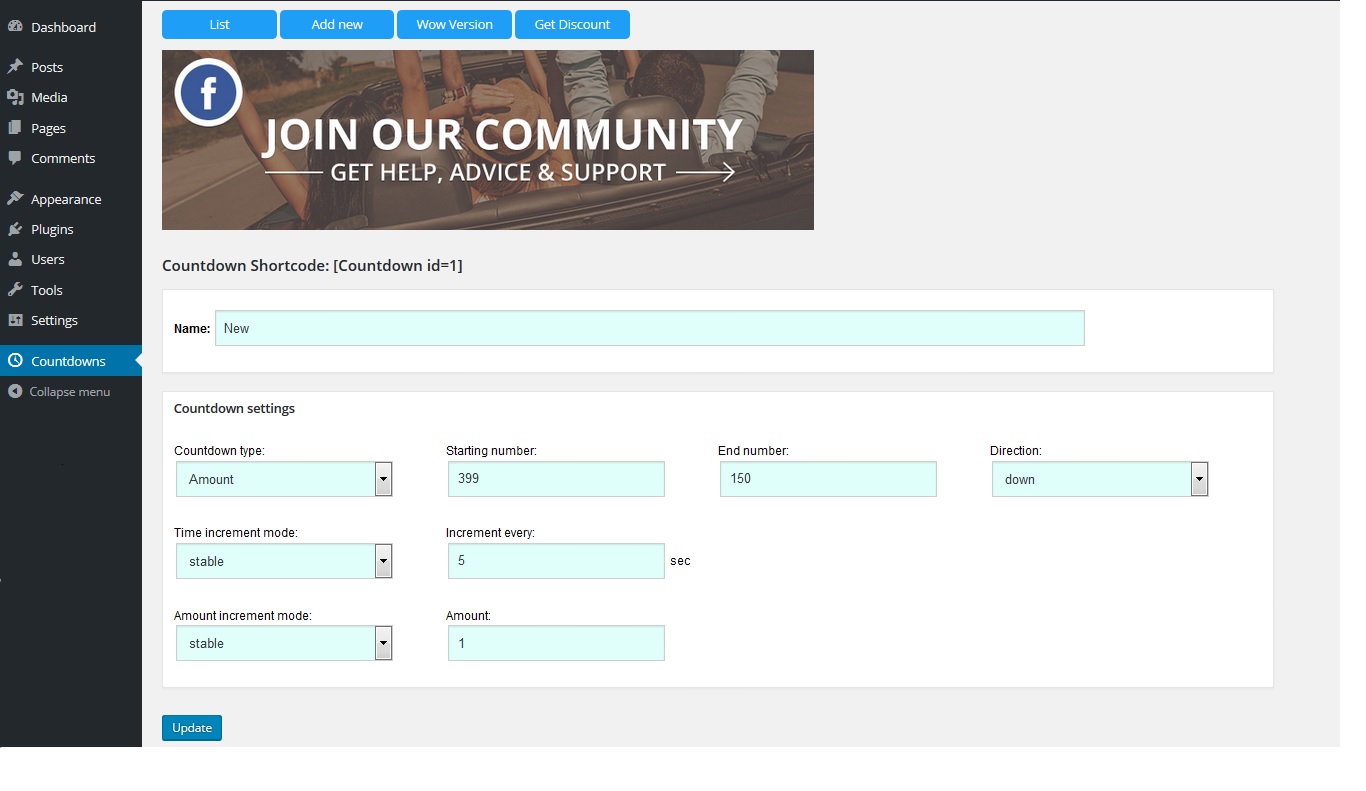 Dashboard
Posts
Media
Pages
Comments
Appearance
Plugins
Users
Tools
Settings
Countdowns
Collapse menu
List Add new Wow Version Get Discount
f
JOIN OUR COMMUNITY
GET HELP, ADVICE & SUPPORT
Countdown Shortcode: [Countdown id=1]
Name: New
Countdown settings
Countdown type: Starting number: End number: Direction:
Amount 399 150 down
Time increment mode: Increment every:
stable 5 sec
Amount increment mode: Amount:
stable 1
Update